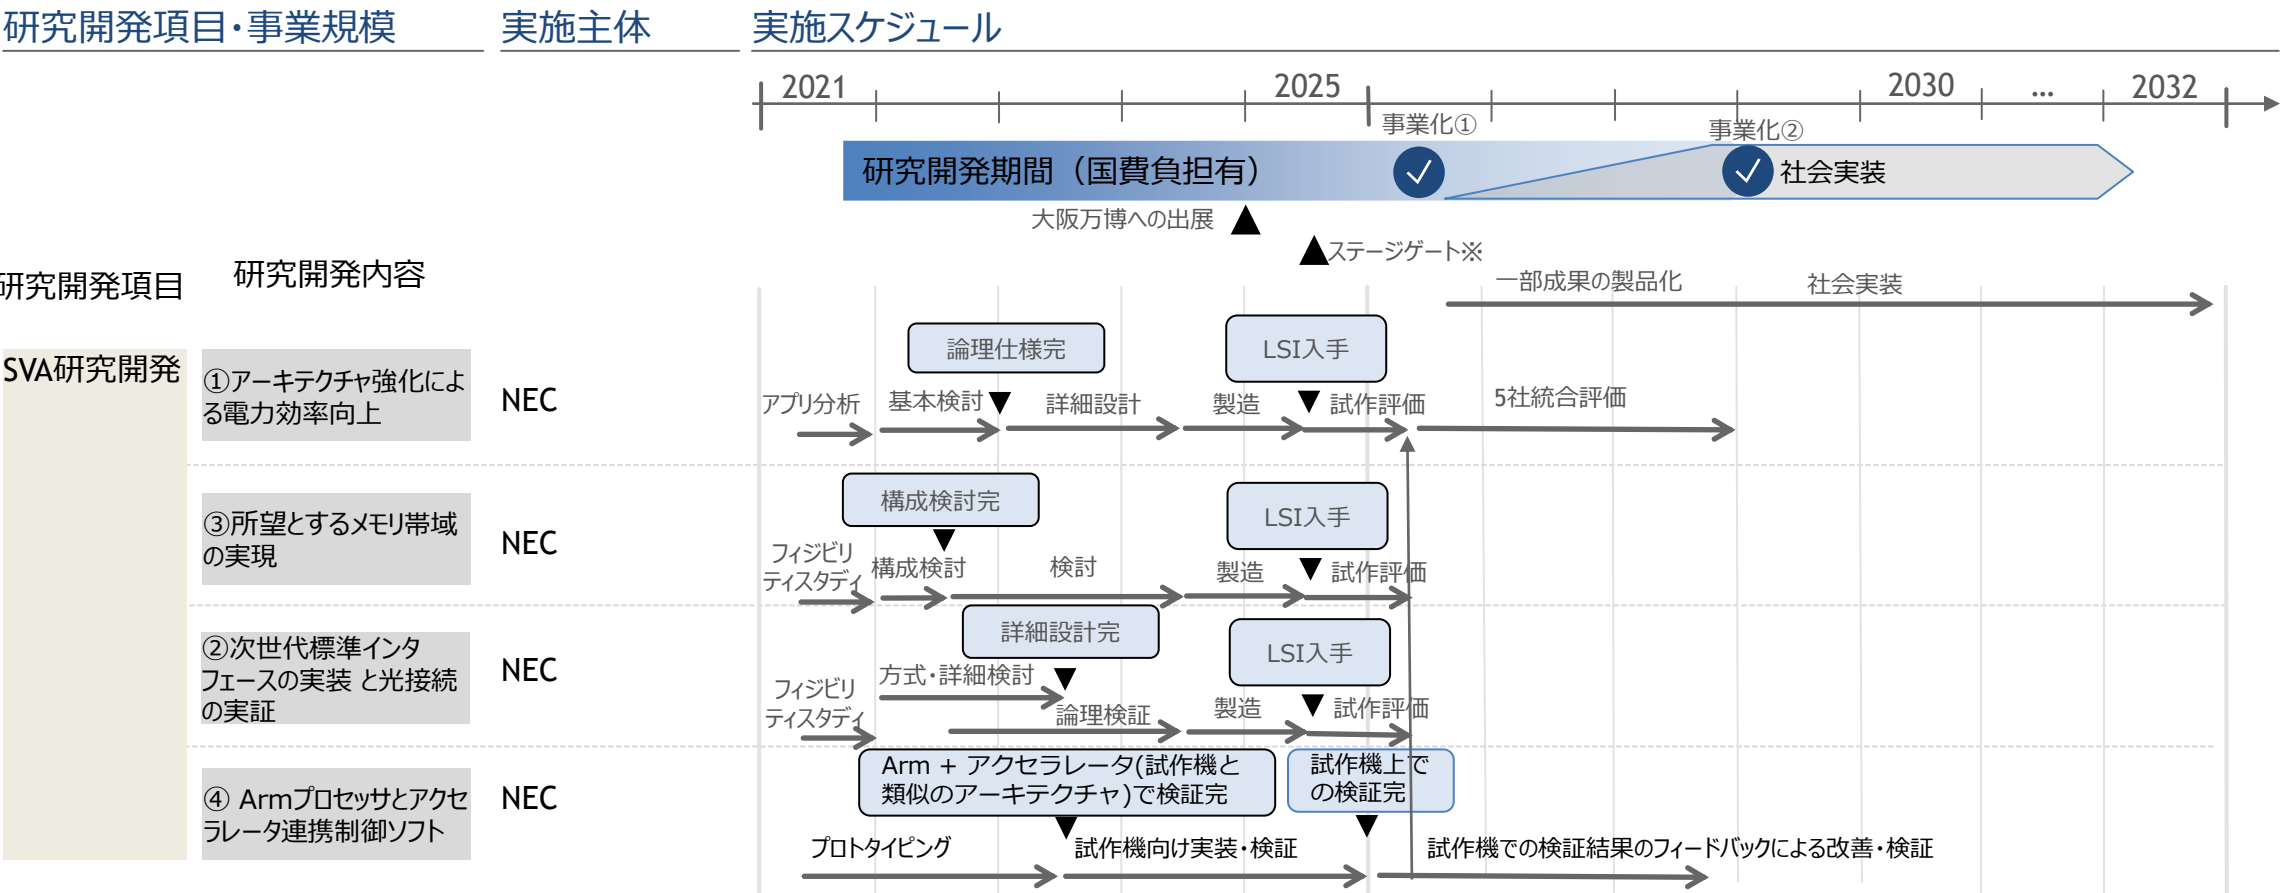 研究開発項目・事業規模
実施主体
実施スケジュール
2021
2025
2030
…
2032
事業化①
事業化②
研究開発期間（国費負担有）
社会実装
大阪万博への出展
ステージゲート※
研究開発項目
研究開発内容
一部成果の製品化
社会実装
SVA研究開発
①アーキテクチャ強化によ
る電力効率向上
NEC
論理仕様完
LSI入手
アプリ分析
基本検討
詳細設計
製造
試作評価
5社統合評価
③所望とするメモリ帯域
の実現
NEC
構成検討完
LSI入手
フィジビリ
ティスタディ
構成検討
検討
製造
試作評価
②次世代標準インタ
フェースの実装 と光接続
の実証
NEC
詳細設計完
LSI入手
フィジビリ
ティスタディ
方式・詳細検討
論理検証
製造
試作評価
④ Armプロセッサとアクセ
ラレータ連携制御ソフト
NEC
Arm + アクセラレータ(試作機と
類似のアーキテクチャ)で検証完
試作機上で
の検証完
プロトタイピング
試作機向け実装・検証
試作機での検証結果のフィードバックによる改善・検証